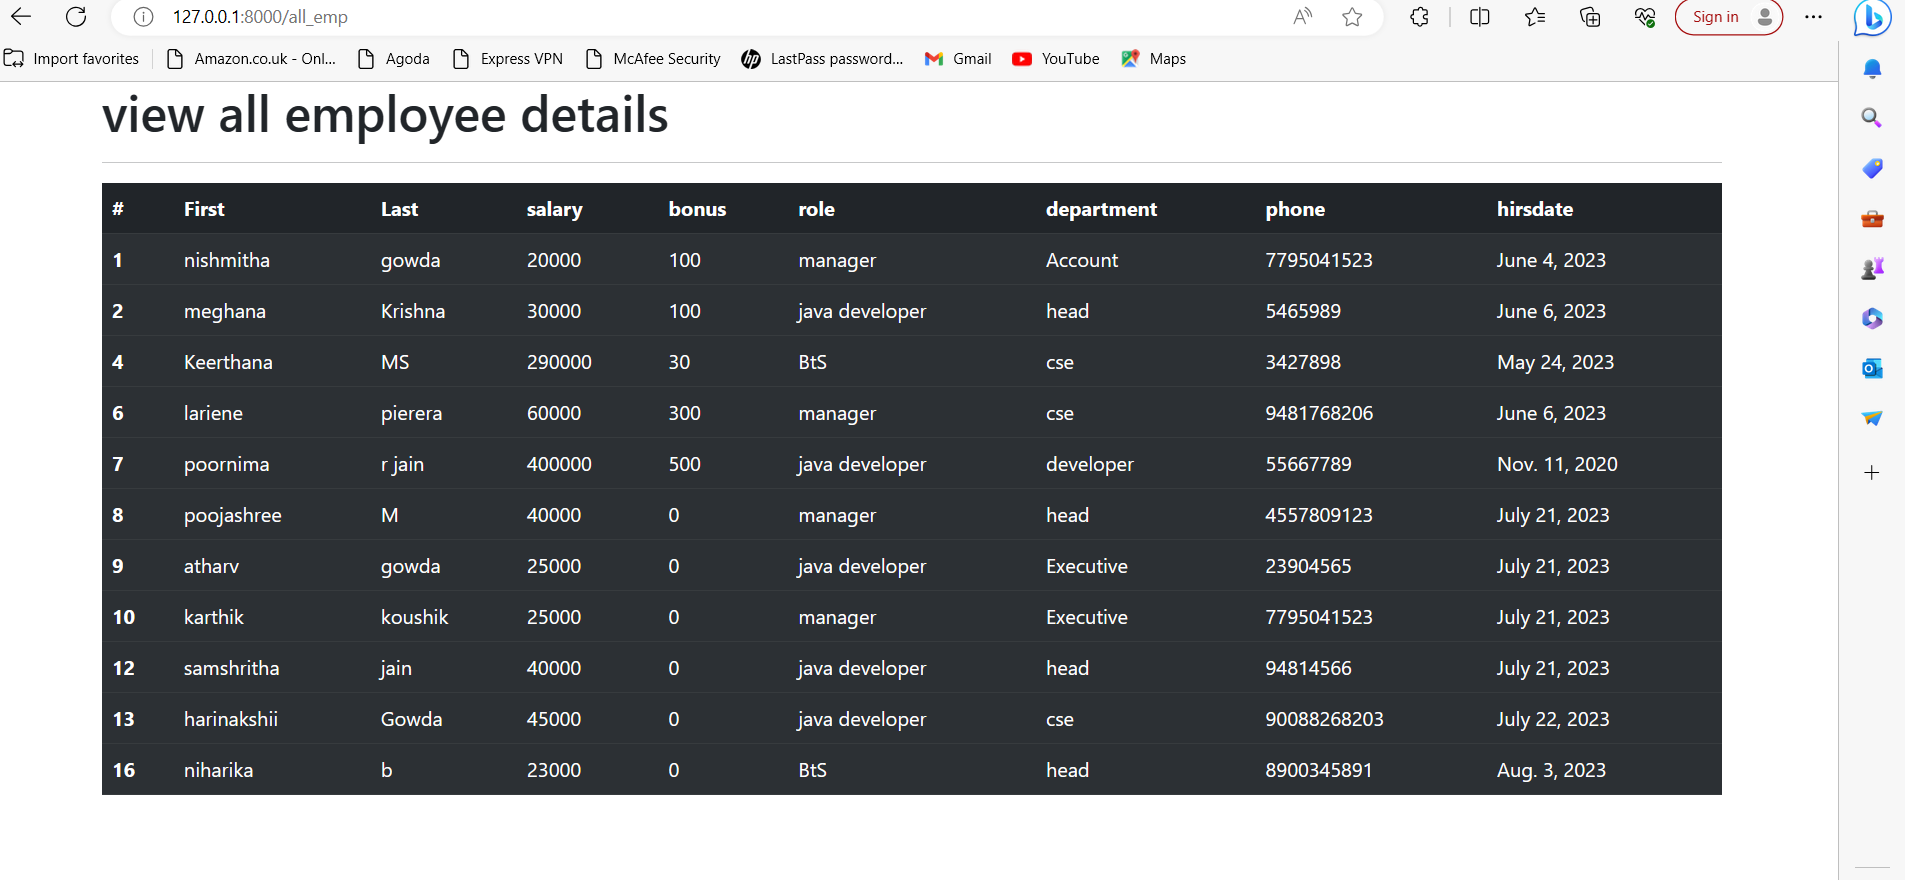 127.0.0.1:8000/all_emp Sign in
Import favorites Amazon.co.uk - Onl... Agoda Express VPN McAfee Security LastPass password... Gmail YouTube Maps
view all employee details
# First Last salary bonus role department phone hirsdate
1 nishmitha gowda 20000 100 manager Account 7795041523 June 4, 2023
2 meghana Krishna 30000 100 java developer head 5465989 June 6, 2023
4 Keerthana MS 290000 30 BtS cse 3427898 May 24, 2023
6 lariene pierera 60000 300 manager cse 9481768206 June 6, 2023
7 poornima r jain 400000 500 java developer developer 55667789 Nov. 11, 2020
8 poojashree M 40000 0 manager head 4557809123 July 21, 2023
9 atharv gowda 25000 0 java developer Executive 23904565 July 21, 2023
10 karthik koushik 25000 0 manager Executive 7795041523 July 21, 2023
12 samshritha jain 40000 0 java developer head 94814566 July 21, 2023
13 harinakshii Gowda 45000 0 java developer cse 90088268203 July 22, 2023
16 niharika b 23000 0 BtS head 8900345891 Aug. 3, 2023